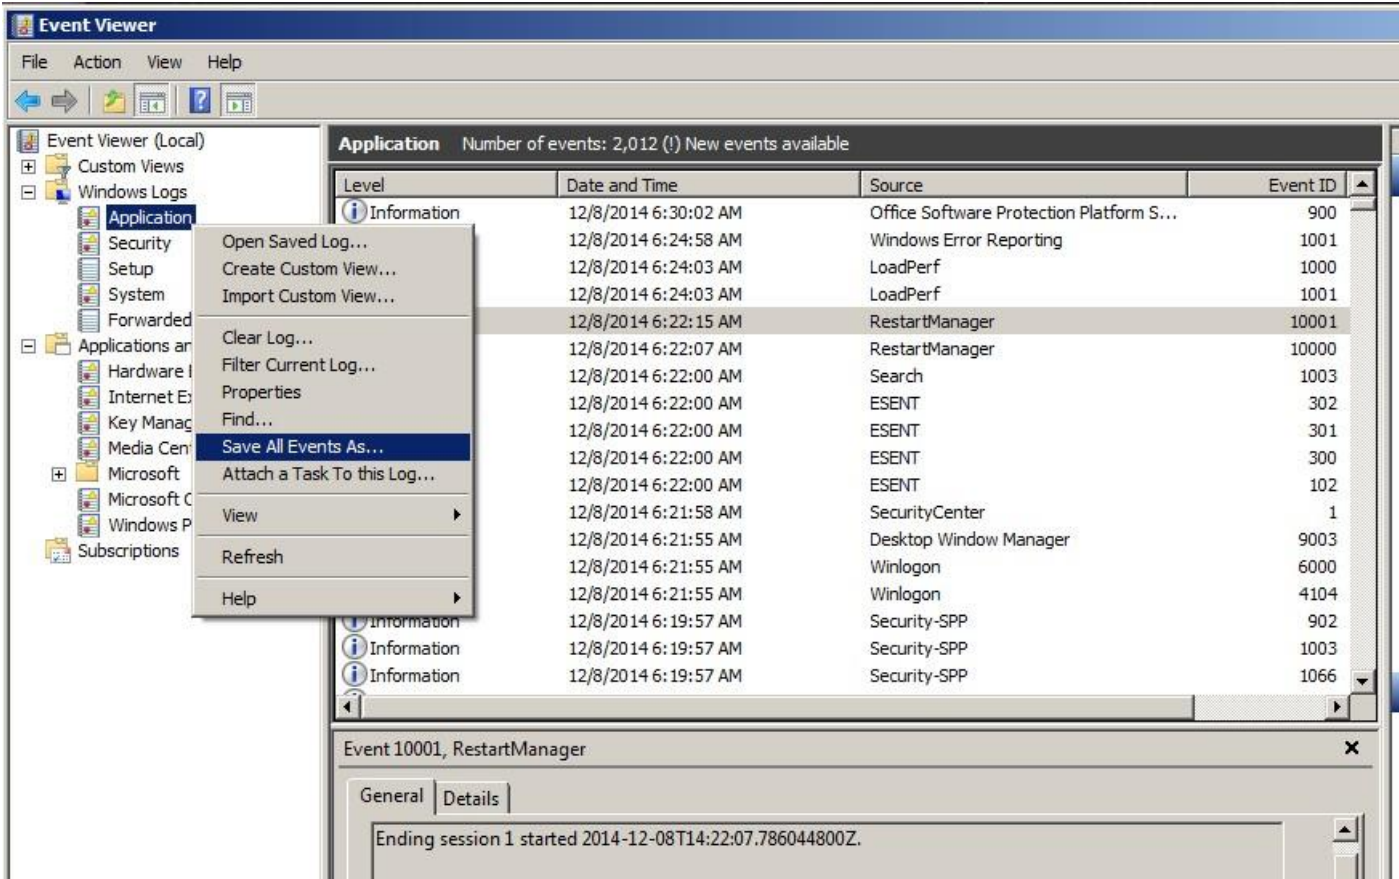 Event Viewer
File Action View Help
Event Viewer (Local)
Custom Views
Windows Logs
Application
Security
Setup
System
Forwarded
Applications an
Hardware
Internet Ex
Key Manag
Media Cen
Microsoft
Microsoft C
Windows P
Subscriptions
Open Saved Log...
Create Custom View...
Import Custom View...
Clear Log...
Filter Current Log...
Properties
Find...
Save All Events As...
Attach a Task To this Log...
View
Refresh
Help
Application Number of events: 2,012 (!) New events available
Level Date and Time Source Event ID
Information 12/8/2014 6:30:02 AM Office Software Protection Platform S... 900
12/8/2014 6:24:58 AM Windows Error Reporting 1001
12/8/2014 6:24:03 AM LoadPerf 1000
12/8/2014 6:24:03 AM LoadPerf 1001
12/8/2014 6:22:15 AM RestartManager 10001
12/8/2014 6:22:07 AM RestartManager 10000
12/8/2014 6:22:00 AM Search 1003
12/8/2014 6:22:00 AM ESENT 302
12/8/2014 6:22:00 AM ESENT 301
12/8/2014 6:22:00 AM ESENT 300
12/8/2014 6:22:00 AM ESENT 102
12/8/2014 6:21:58 AM SecurityCenter 1
12/8/2014 6:21:55 AM Desktop Window Manager 9003
12/8/2014 6:21:55 AM Winlogon 6000
12/8/2014 6:21:55 AM Winlogon 4104
Information 12/8/2014 6:19:57 AM Security-SPP 902
Information 12/8/2014 6:19:57 AM Security-SPP 1003
Information 12/8/2014 6:19:57 AM Security-SPP 1066
Event 10001, RestartManager
General Details
Ending session 1 started 2014-12-08T14:22:07.786044800Z.